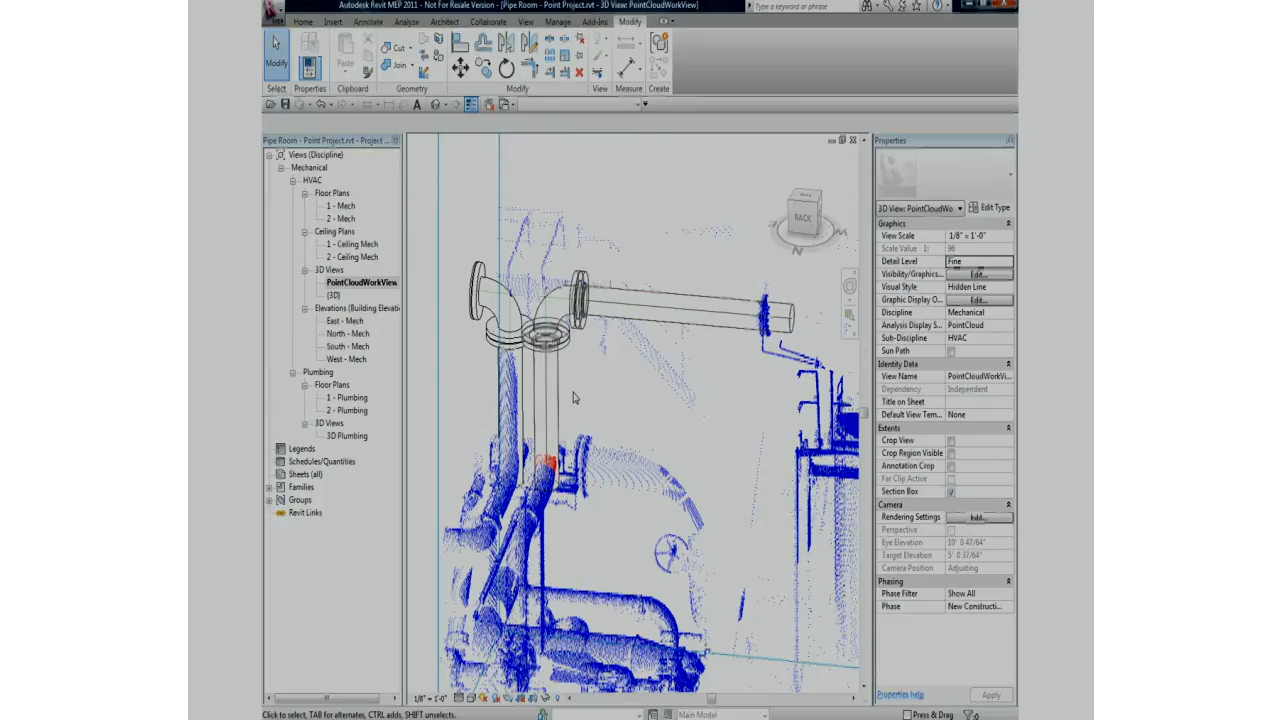 Autodesk Revit MEP 2011 - Not For Resale Version - [Pipe Room - Point Project.rvt - 3D View: PointCloudWorkView]
Type a keyword or phrase
Home Insert Annotate Analyze Architect Collaborate View Manage Add-Ins Modify
Cut
Modify Properties Paste Join
Select Properties Clipboard Geometry Modify View Measure Create
A
Pipe Room - Point Project.rvt - Project ...
Views (Discipline)
Mechanical
HVAC
Floor Plans
1 - Mech
2 - Mech
Ceiling Plans
1 - Ceiling Mech
2 - Ceiling Mech
3D Views
PointCloudWorkView
{3D}
Elevations (Building Elevati
East - Mech
North - Mech
South - Mech
West - Mech
Plumbing
Floor Plans
1 - Plumbing
2 - Plumbing
3D Views
3D Plumbing
Legends
Schedules/Quantities
Sheets (all)
Families
Groups
Revit Links
BACK
N
Properties
3D View: PointCloudWo Edit Type
Graphics
View Scale 1/8" = 1'-0"
Scale Value 1: 96
Detail Level Fine
Visibility/Graphics... Edit...
Visual Style Hidden Line
Graphic Display O... Edit...
Discipline Mechanical
Analysis Display S... PointCloud
Sub-Discipline HVAC
Sun Path
Identity Data
View Name PointCloudWorkVi...
Dependency Independent
Title on Sheet
Default View Tem... None
Extents
Crop View
Crop Region Visible
Annotation Crop
Far Clip Active
Section Box
Camera
Rendering Settings Edit...
Perspective
Eye Elevation 10' 0 47/64"
Target Elevation 5' 0 37/64"
Camera Position Adjusting
Phasing
Phase Filter Show All
Phase New Constructi...
Properties help Apply
1/8" = 1'-0"
Click to select, TAB for alternates, CTRL adds, SHIFT unselects.
Main Model
Press & Drag
:0